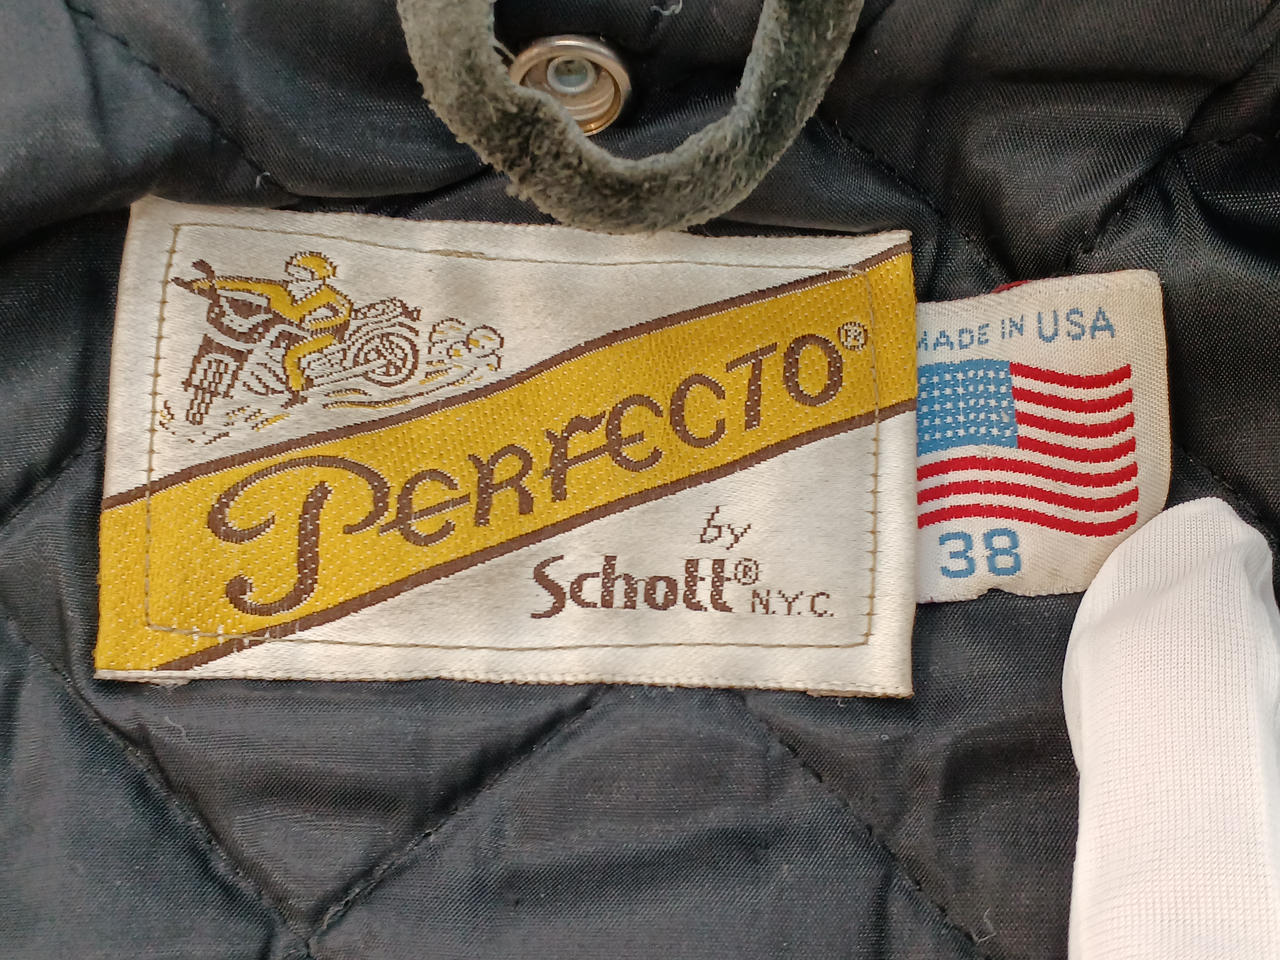 PERFECTO®
by
Schott® N.Y.C.
MADE IN USA
38